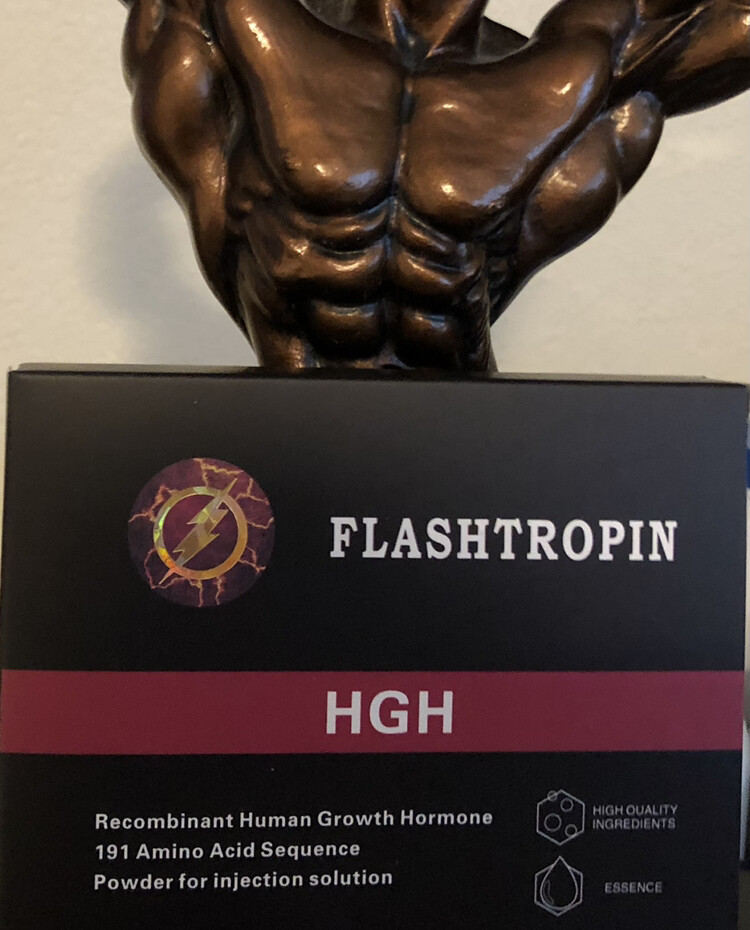 FLASHTROPIN
HGH
Recombinant Human Growth Hormone
191 Amino Acid Sequence
Powder for injection solution
HIGH QUALITY
INGREDIENTS
ESSENCE